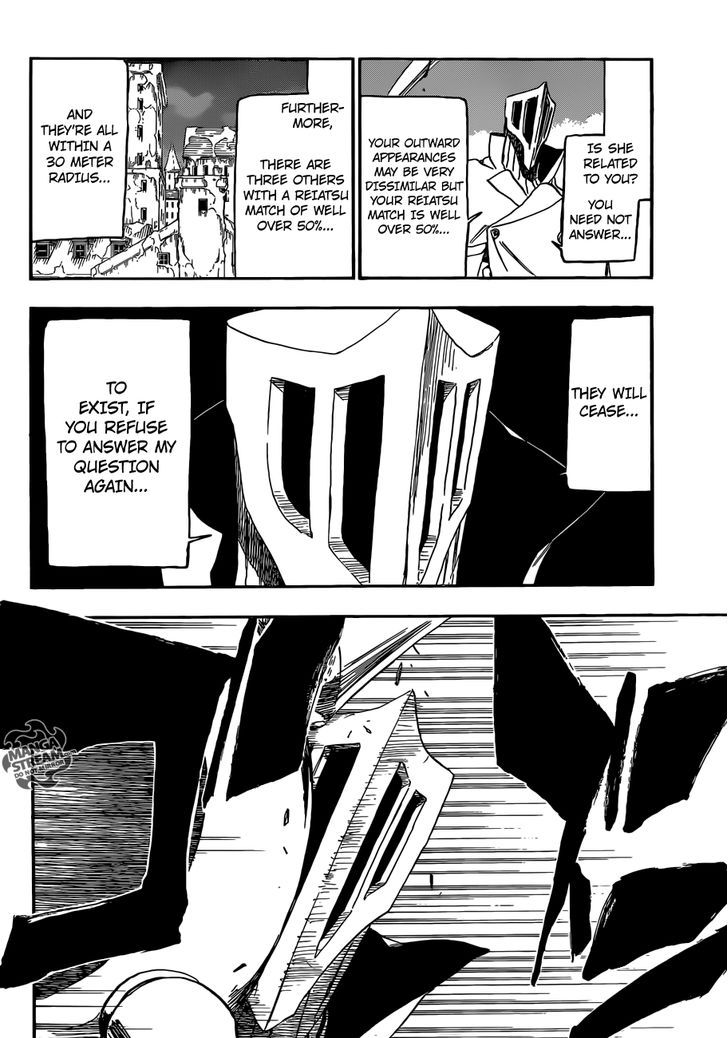 IS SHE
RELATED
TO YOU?
YOU
NEED NOT
ANSWER...
YOUR OUTWARD
APPEARANCES
MAY BE VERY
DISSIMILAR BUT
YOUR REIATSU
MATCH IS WELL
OVER 50%...
FURTHER-
MORE,
THERE ARE
THREE OTHERS
WITH A REIATSU
MATCH OF WELL
OVER 50%...
AND
THEY'RE ALL
WITHIN A
30 METER
RADIUS...
THEY WILL
CEASE...
TO
EXIST, IF
YOU REFUSE
TO ANSWER MY
QUESTION
AGAIN...
MANGA
STREAM
DO NOT MIRROR